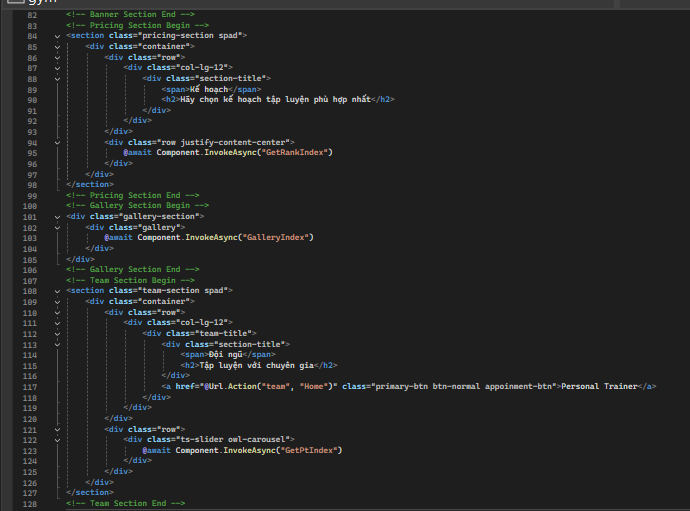 gym
82 <!-- Banner Section End -->
83 <!-- Pricing Section Begin -->
84 <section class="pricing-section spad">
85 <div class="container">
86 <div class="row">
87 <div class="col-lg-12">
88 <div class="section-title">
89 <span>Kế hoạch</span>
90 <h2>Hãy chọn kế hoạch tập luyện phù hợp nhất</h2>
91 </div>
92 </div>
93 </div>
94 <div class="row justify-content-center">
95 @await Component.InvokeAsync("GetRankIndex")
96 </div>
97 </div>
98 </section>
99 <!-- Pricing Section End -->
100 <!-- Gallery Section Begin -->
101 <div class="gallery-section">
102 <div class="gallery">
103 @await Component.InvokeAsync("GalleryIndex")
104 </div>
105 </div>
106 <!-- Gallery Section End -->
107 <!-- Team Section Begin -->
108 <section class="team-section spad">
109 <div class="container">
110 <div class="row">
111 <div class="col-lg-12">
112 <div class="team-title">
113 <div class="section-title">
114 <span>Đội ngũ</span>
115 <h2>Tập luyện với chuyên gia</h2>
116 </div>
117 <a href="@Url.Action("team", "Home")" class="primary-btn btn-normal appoinment-btn">Personal Trainer</a>
118 </div>
119 </div>
120 </div>
121 <div class="row">
122 <div class="ts-slider owl-carousel">
123 @await Component.InvokeAsync("GetPtIndex")
124 </div>
125 </div>
126 </div>
127 </section>
128 <!-- Team Section End -->